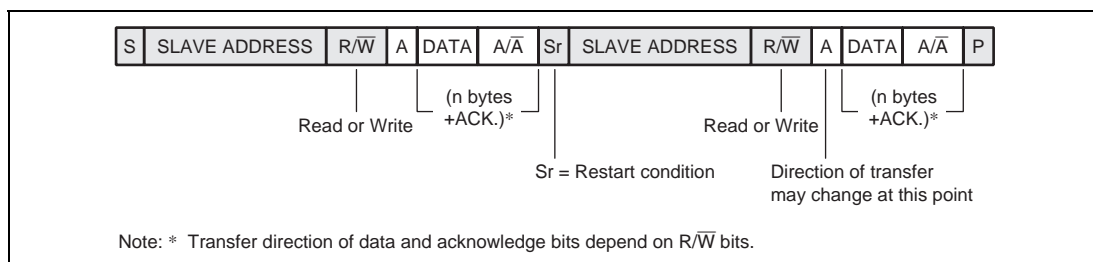 S SLAVE ADDRESS R/W̅ A DATA A/A̅ Sr SLAVE ADDRESS R/W̅ A DATA A/A̅ P
(n bytes (n bytes
Read or Write +ACK.)* Read or Write +ACK.)*
Sr = Restart condition Direction of transfer
may change at this point
Note: * Transfer direction of data and acknowledge bits depend on R/W̅ bits.